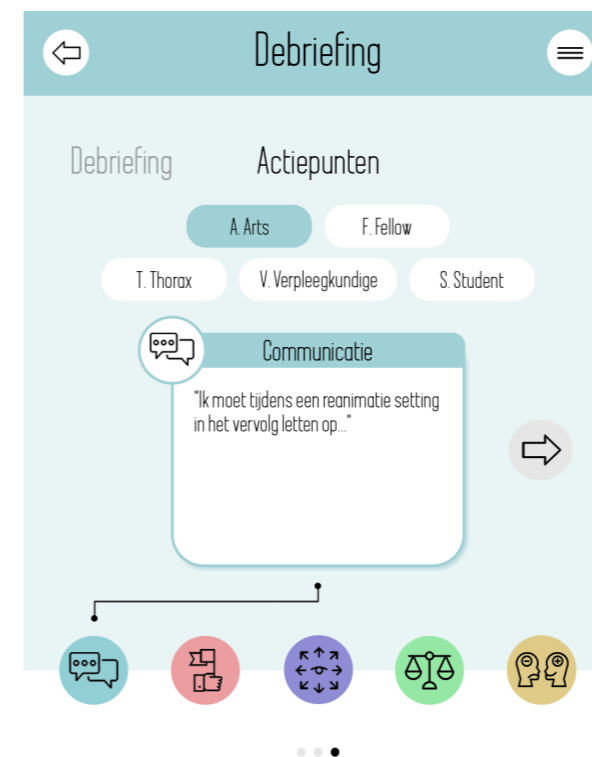 Debriefing
Debriefing
Actiepunten
A. Arts
F. Fellow
T. Thorax
V. Verpleegkundige
S. Student
Communicatie
"Ik moet tijdens een reanimatie setting
in het vervolg letten op..."